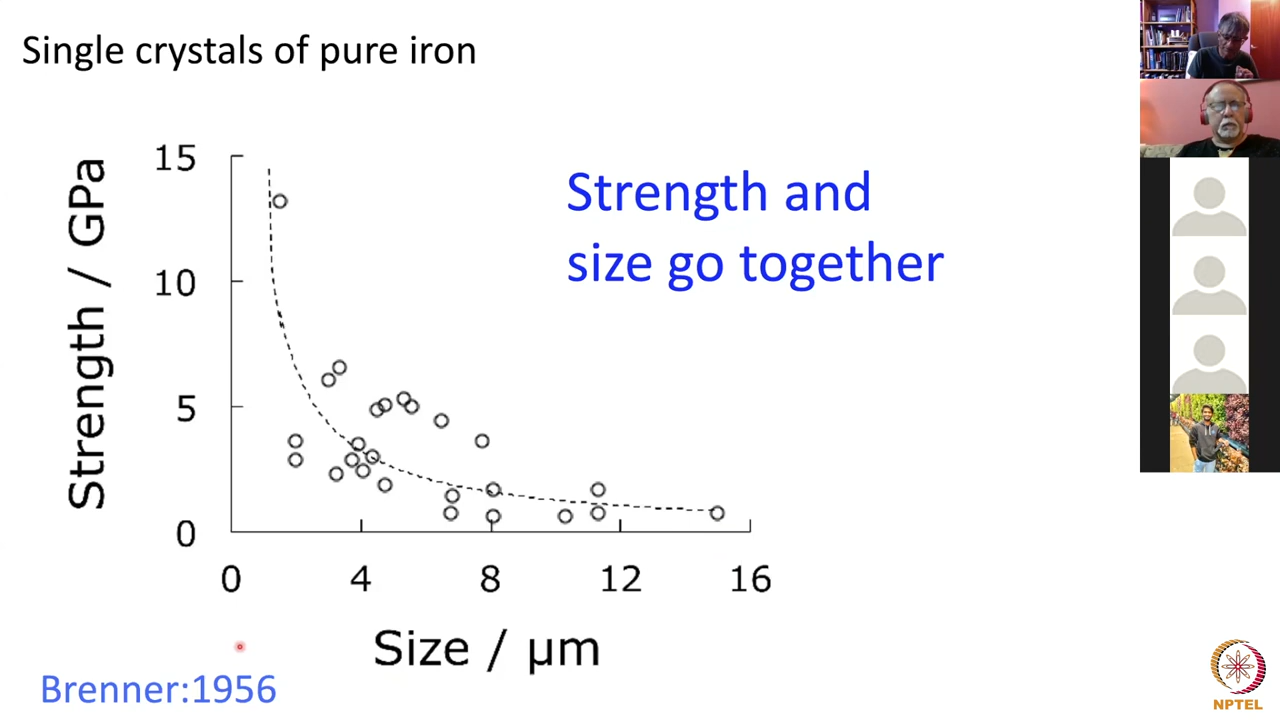 Single crystals of pure iron
Strength / GPa
15
10
5
0
0 4 8 12 16
Size / µm
Strength and
size go together
Brenner:1956
NPTEL